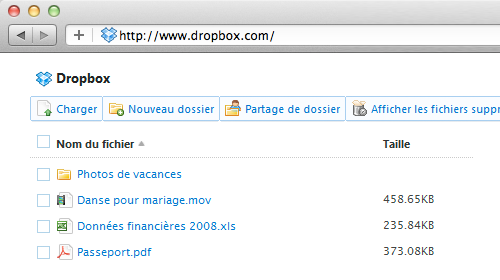 http://www.dropbox.com/
Dropbox
Charger Nouveau dossier Partage de dossier Afficher les fichiers suppr
Nom du fichier Taille
Photos de vacances
Danse pour mariage.mov 458.65KB
Données financières 2008.xls 235.84KB
Passeport.pdf 373.08KB